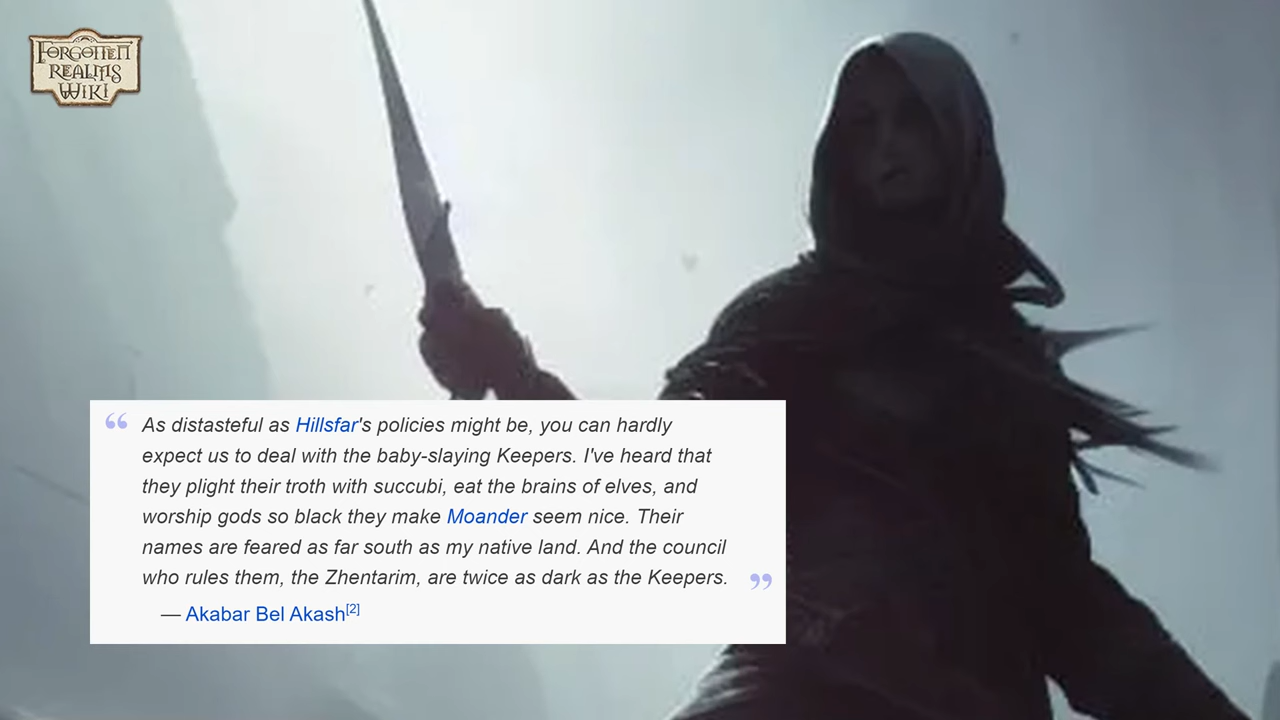 FORGOTTEN
REALMS
WIKI
“ As distasteful as Hillsfar's policies might be, you can hardly
expect us to deal with the baby-slaying Keepers. I've heard that
they plight their troth with succubi, eat the brains of elves, and
worship gods so black they make Moander seem nice. Their
names are feared as far south as my native land. And the council
who rules them, the Zhentarim, are twice as dark as the Keepers. ”
— Akabar Bel Akash[2]